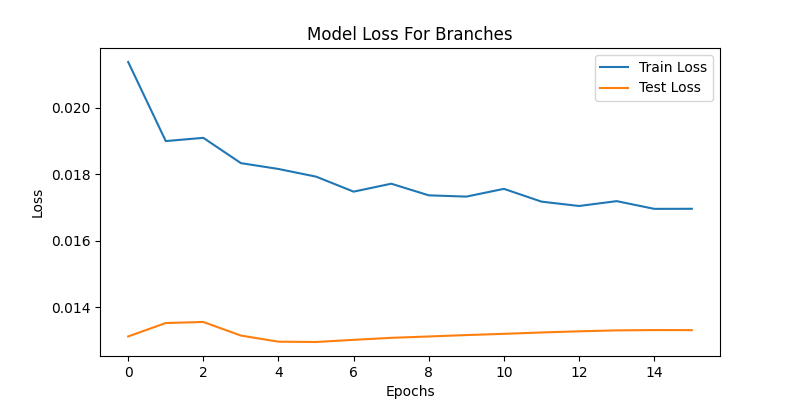 Model Loss For Branches
Train Loss
Test Loss
Loss
0.020
0.018
0.016
0.014
0 2 4 6 8 10 12 14
Epochs